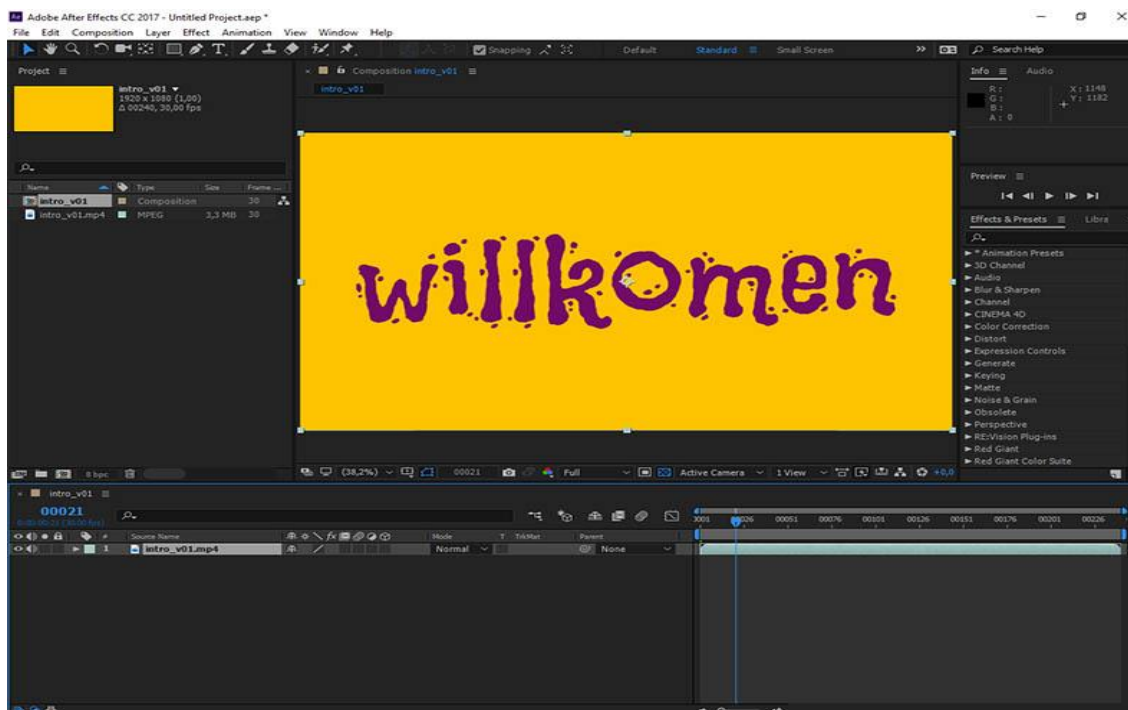 Adobe After Effects CC 2017 - Untitled Project.aep *
File Edit Composition Layer Effect Animation View Window Help
Snapping Default Standard Small Screen Search Help
Project
intro_v01
1920 x 1080 (1,00)
Δ 00240, 30,00 fps
Name Type Size Frame ...
intro_v01 Composition 30
intro_v01.mp4 MPEG 3,3 MB 30
8 bpc
Composition intro_v01
intro_v01
willkomen
(38,2%) 00021 Full Active Camera 1 View +0,0
Info Audio
R: X: 1148
G: Y: 1182
B:
A: 0
Preview
Effects & Presets Libra
* Animation Presets
3D Channel
Audio
Blur & Sharpen
Channel
CINEMA 4D
Color Correction
Distort
Expression Controls
Generate
Keying
Matte
Noise & Grain
Obsolete
Perspective
RE:Vision Plug-ins
Red Giant
Red Giant Color Suite
intro_v01
00021
# Source Name Mode T TrkMat Parent
1 intro_v01.mp4 Normal None
00051 00076 00101 00126 00151 00176 00201 00226